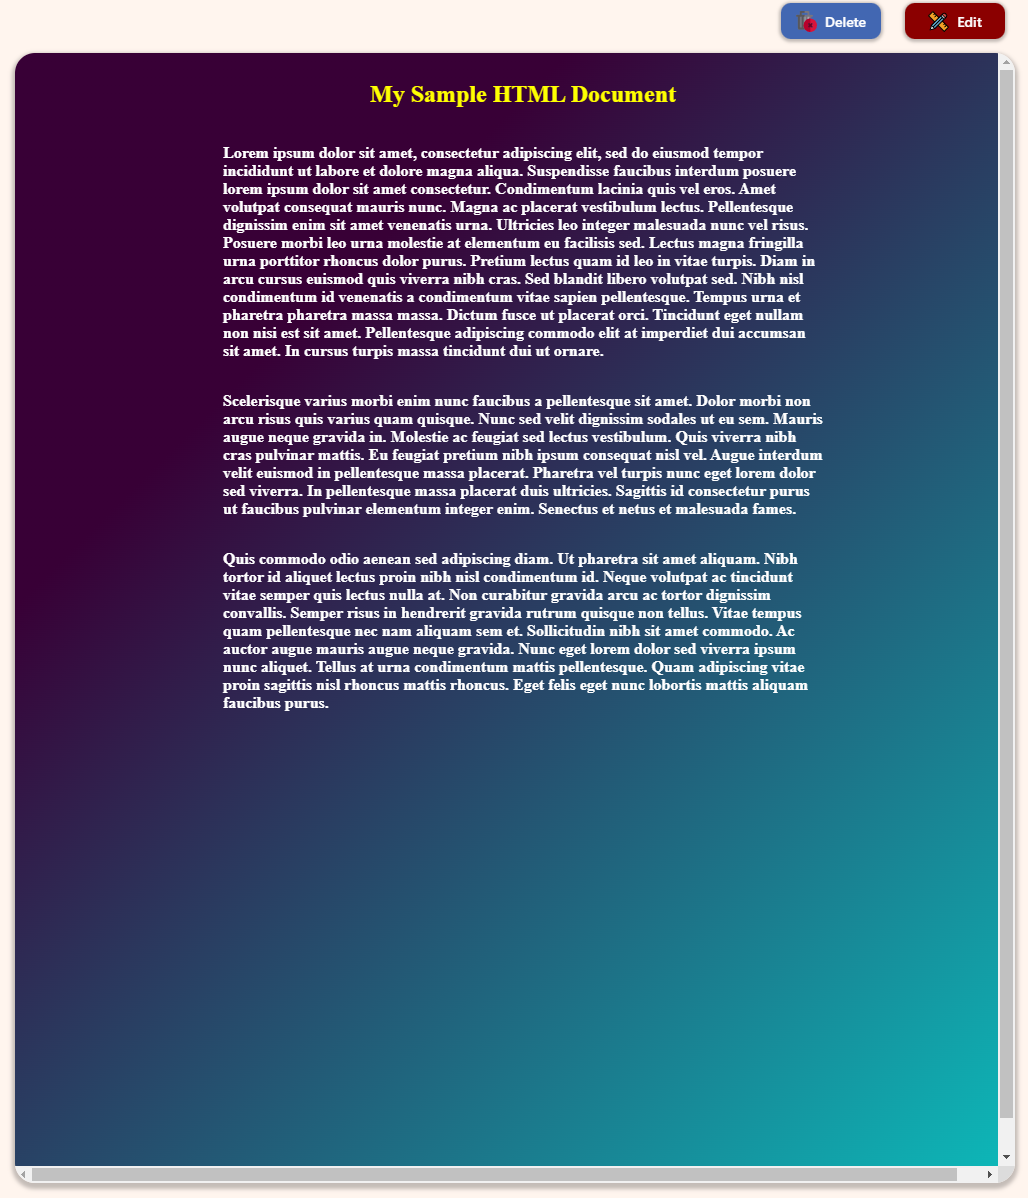 Delete
Edit
My Sample HTML Document
Lorem ipsum dolor sit amet, consectetur adipiscing elit, sed do eiusmod tempor
incididunt ut labore et dolore magna aliqua. Suspendisse faucibus interdum posuere
lorem ipsum dolor sit amet consectetur. Condimentum lacinia quis vel eros. Amet
volutpat consequat mauris nunc. Magna ac placerat vestibulum lectus. Pellentesque
dignissim enim sit amet venenatis urna. Ultricies leo integer malesuada nunc vel risus.
Posuere morbi leo urna molestie at elementum eu facilisis sed. Lectus magna fringilla
urna porttitor rhoncus dolor purus. Pretium lectus quam id leo in vitae turpis. Diam in
arcu cursus euismod quis viverra nibh cras. Sed blandit libero volutpat sed. Nibh nisl
condimentum id venenatis a condimentum vitae sapien pellentesque. Tempus urna et
pharetra pharetra massa massa. Dictum fusce ut placerat orci. Tincidunt eget nullam
non nisi est sit amet. Pellentesque adipiscing commodo elit at imperdiet dui accumsan
sit amet. In cursus turpis massa tincidunt dui ut ornare.
Scelerisque varius morbi enim nunc faucibus a pellentesque sit amet. Dolor morbi non
arcu risus quis varius quam quisque. Nunc sed velit dignissim sodales ut eu sem. Mauris
augue neque gravida in. Molestie ac feugiat sed lectus vestibulum. Quis viverra nibh
cras pulvinar mattis. Eu feugiat pretium nibh ipsum consequat nisl vel. Augue interdum
velit euismod in pellentesque massa placerat. Pharetra vel turpis nunc eget lorem dolor
sed viverra. In pellentesque massa placerat duis ultricies. Sagittis id consectetur purus
ut faucibus pulvinar elementum integer enim. Senectus et netus et malesuada fames.
Quis commodo odio aenean sed adipiscing diam. Ut pharetra sit amet aliquam. Nibh
tortor id aliquet lectus proin nibh nisl condimentum id. Neque volutpat ac tincidunt
vitae semper quis lectus nulla at. Non curabitur gravida arcu ac tortor dignissim
convallis. Semper risus in hendrerit gravida rutrum quisque non tellus. Vitae tempus
quam pellentesque nec nam aliquam sem et. Sollicitudin nibh sit amet commodo. Ac
auctor augue mauris augue neque gravida. Nunc eget lorem dolor sed viverra ipsum
nunc aliquet. Tellus at urna condimentum mattis pellentesque. Quam adipiscing vitae
proin sagittis nisl rhoncus mattis rhoncus. Eget felis eget nunc lobortis mattis aliquam
faucibus purus.